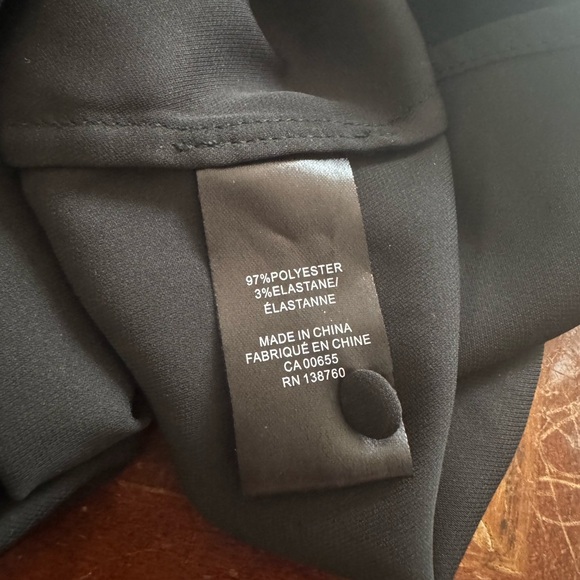 97%POLYESTER
3%ELASTANE/
ÉLASTANNE
MADE IN CHINA
FABRIQUÉ EN CHINE
CA 00655
RN 138760